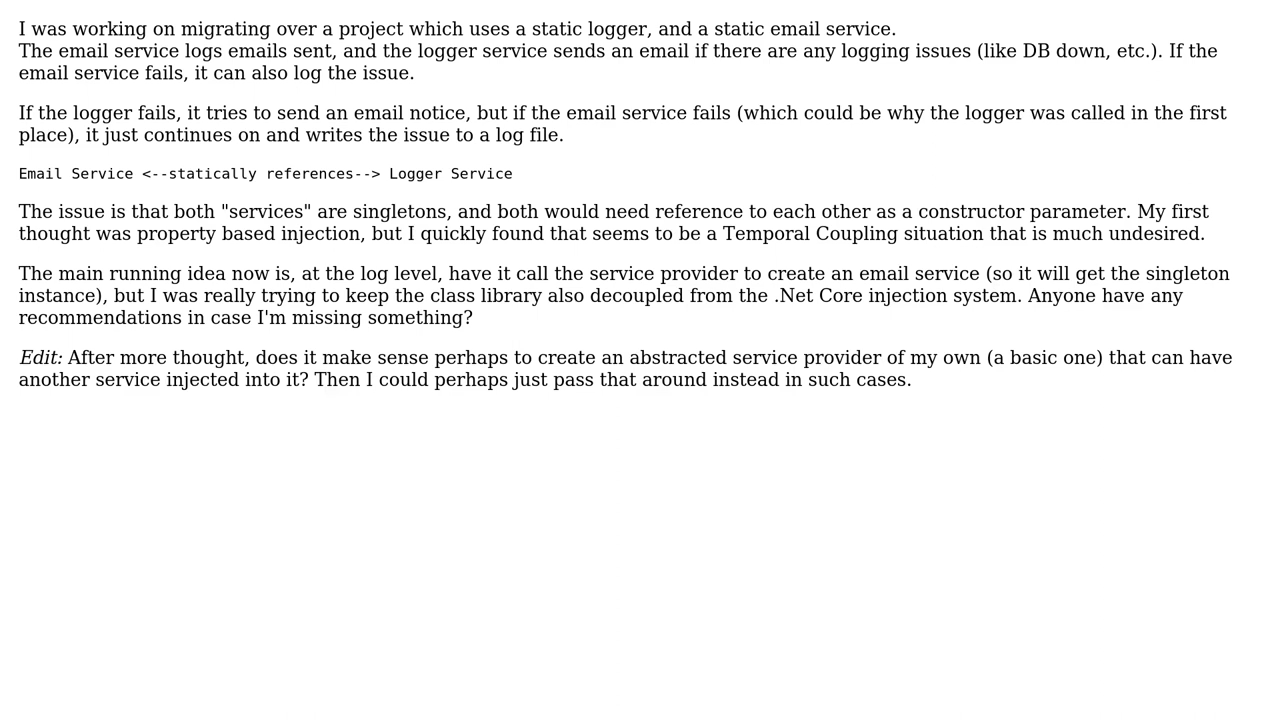 I was working on migrating over a project which uses a static logger, and a static email service.
The email service logs emails sent, and the logger service sends an email if there are any logging issues (like DB down, etc.). If the
email service fails, it can also log the issue.
If the logger fails, it tries to send an email notice, but if the email service fails (which could be why the logger was called in the first
place), it just continues on and writes the issue to a log file.
Email Service <--statically references--> Logger Service
The issue is that both "services" are singletons, and both would need reference to each other as a constructor parameter. My first
thought was property based injection, but I quickly found that seems to be a Temporal Coupling situation that is much undesired.
The main running idea now is, at the log level, have it call the service provider to create an email service (so it will get the singleton
instance), but I was really trying to keep the class library also decoupled from the .Net Core injection system. Anyone have any
recommendations in case I'm missing something?
Edit: After more thought, does it make sense perhaps to create an abstracted service provider of my own (a basic one) that can have
another service injected into it? Then I could perhaps just pass that around instead in such cases.